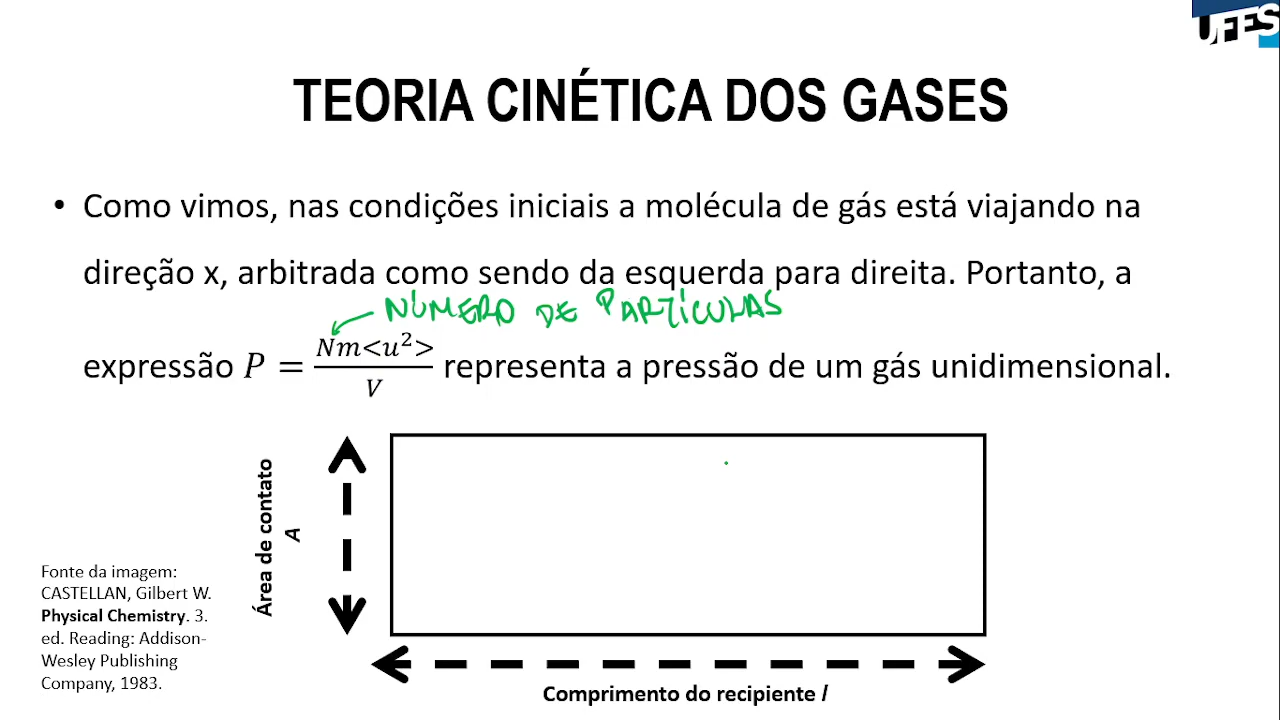 UFES
TEORIA CINÉTICA DOS GASES
• Como vimos, nas condições iniciais a molécula de gás está viajando na
direção x, arbitrada como sendo da esquerda para direita. Portanto, a
NÚMERO DE PARTÍCULAS
expressão P = Nm<u²>/V representa a pressão de um gás unidimensional.
Área de contato
A
Fonte da imagem:
CASTELLAN, Gilbert W.
Physical Chemistry. 3.
ed. Reading: Addison-
Wesley Publishing
Company, 1983.
Comprimento do recipiente l